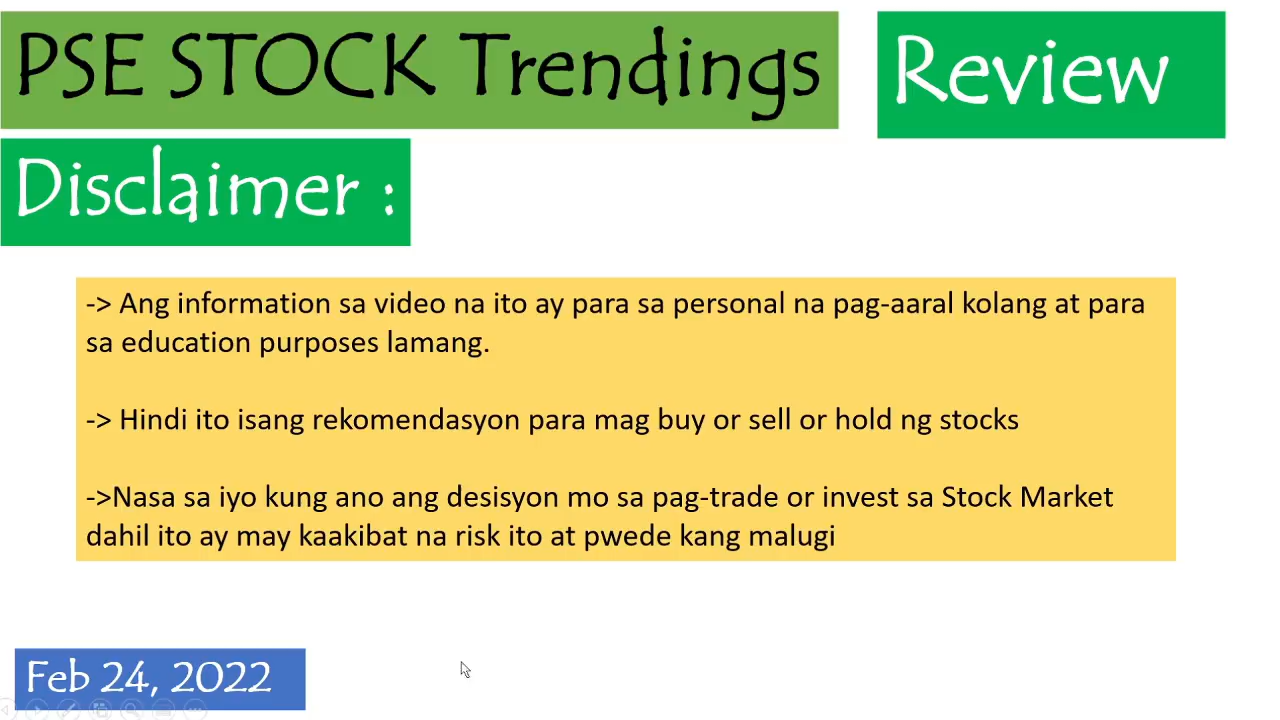 PSE STOCK Trendings
Review
Disclaimer :
-> Ang information sa video na ito ay para sa personal na pag-aaral kolang at para
sa education purposes lamang.
-> Hindi ito isang rekomendasyon para mag buy or sell or hold ng stocks
->Nasa sa iyo kung ano ang desisyon mo sa pag-trade or invest sa Stock Market
dahil ito ay may kaakibat na risk ito at pwede kang malugi
Feb 24, 2022